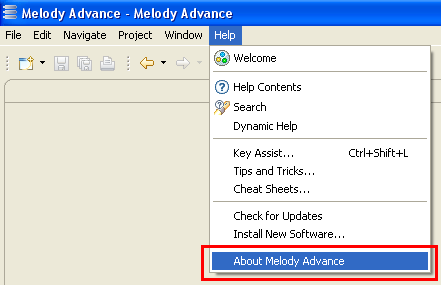 Melody Advance - Melody Advance
File Edit Navigate Project Window Help
Welcome
Help Contents
Search
Dynamic Help
Key Assist... Ctrl+Shift+L
Tips and Tricks...
Cheat Sheets...
Check for Updates
Install New Software...
About Melody Advance